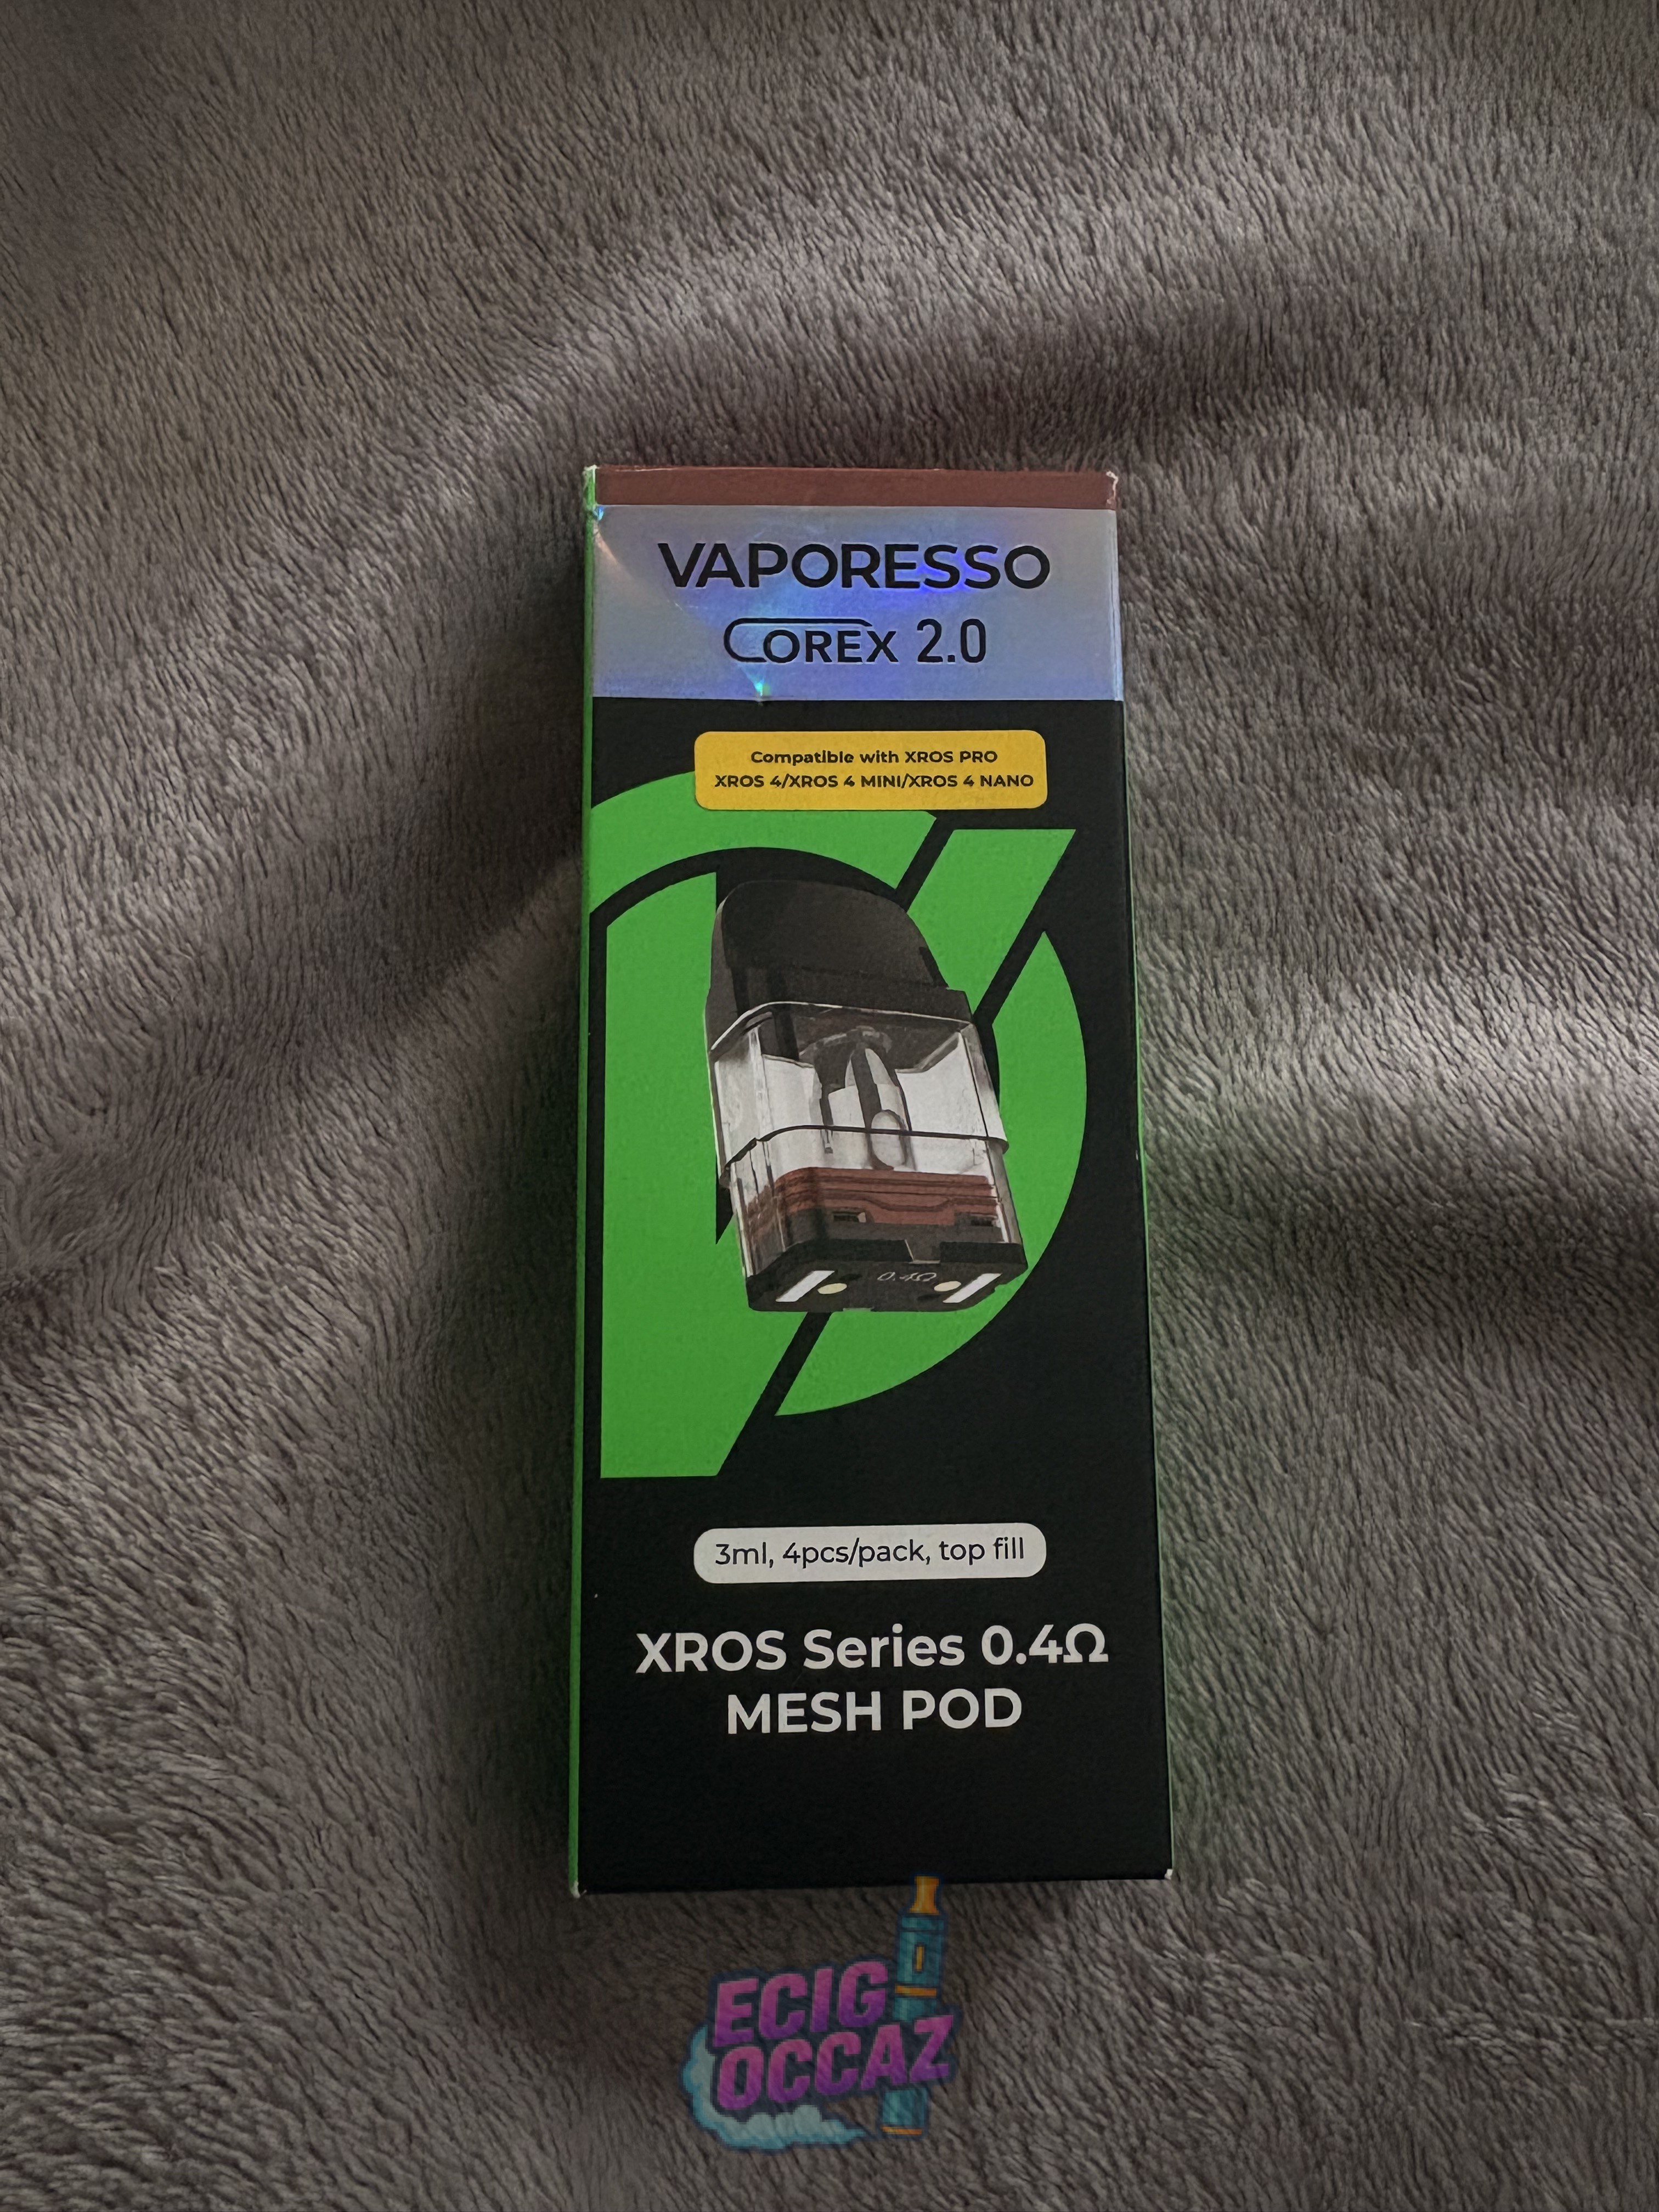 VAPORESSO
COREX 2.0
Compatible with XROS PRO
XROS 4/XROS 4 MINI/XROS 4 NANO
0.4Ω
3ml, 4pcs/pack, top fill
XROS Series 0.4Ω
MESH POD
ECIG
OCCAZ